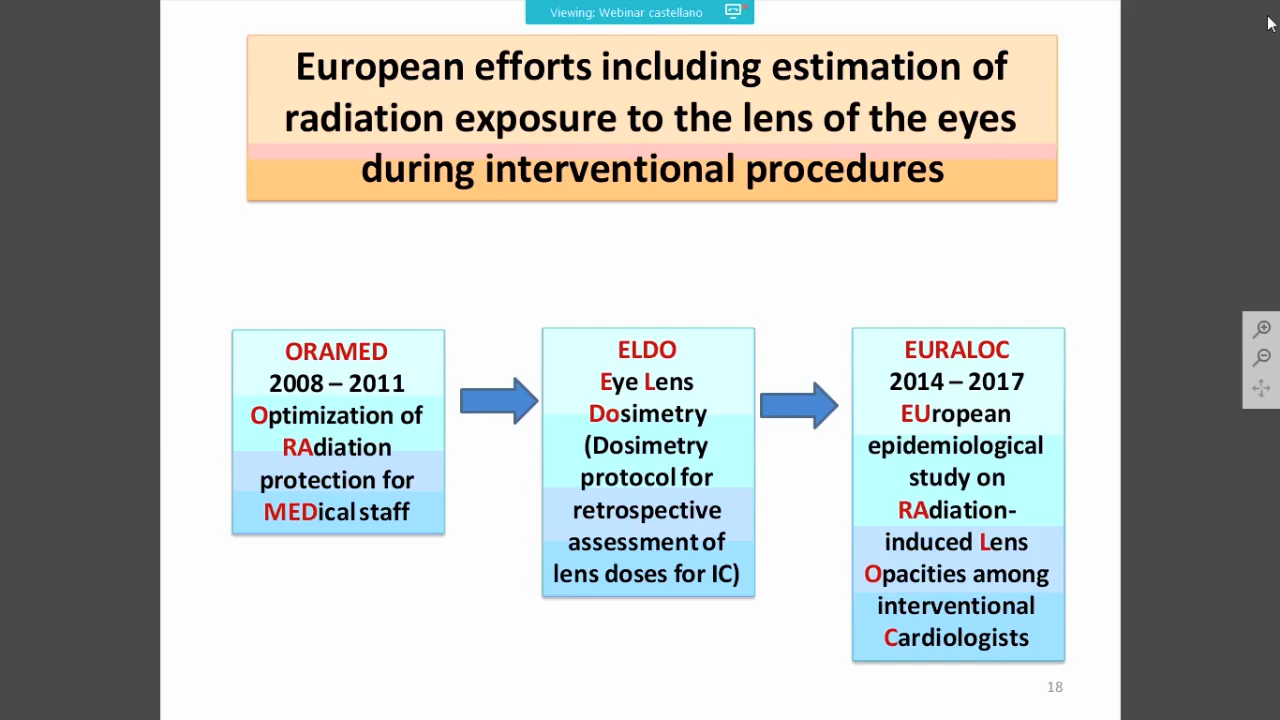 Viewing: Webinar castellano
European efforts including estimation of
radiation exposure to the lens of the eyes
during interventional procedures
ORAMED
2008 – 2011
Optimization of
RAdiation
protection for
MEDical staff
ELDO
Eye Lens
Dosimetry
(Dosimetry
protocol for
retrospective
assessment of
lens doses for IC)
EURALOC
2014 – 2017
EUropean
epidemiological
study on
RAdiation-
induced Lens
Opacities among
interventional
Cardiologists
18